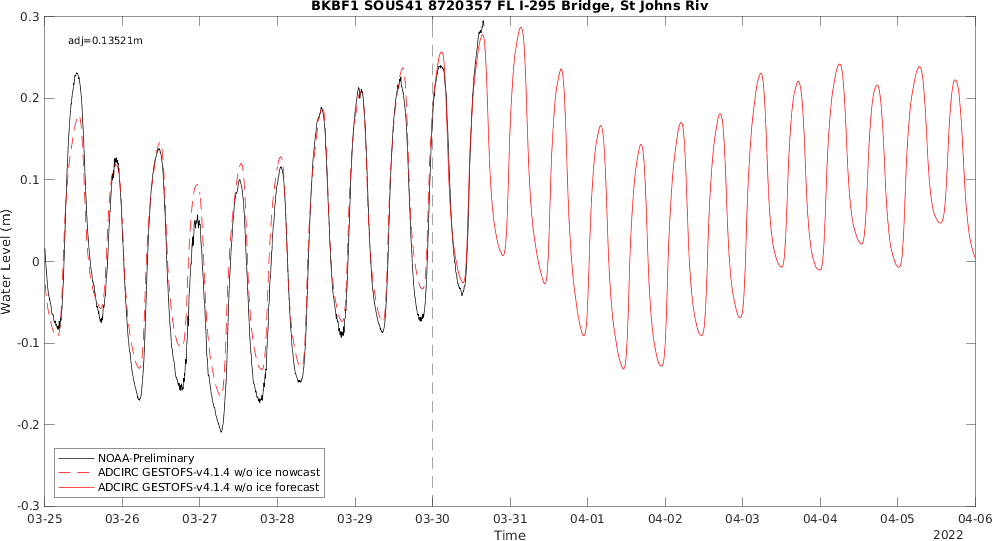 BKBF1 SOUS41 8720357 FL I-295 Bridge, St Johns Riv
adj=0.13521m
0.3
0.2
0.1
0
-0.1
-0.2
-0.3
Water Level (m)
NOAA-Preliminary
ADCIRC GESTOFS-v4.1.4 w/o ice nowcast
ADCIRC GESTOFS-v4.1.4 w/o ice forecast
03-25 03-26 03-27 03-28 03-29 03-30 03-31 04-01 04-02 04-03 04-04 04-05 04-06
Time
2022